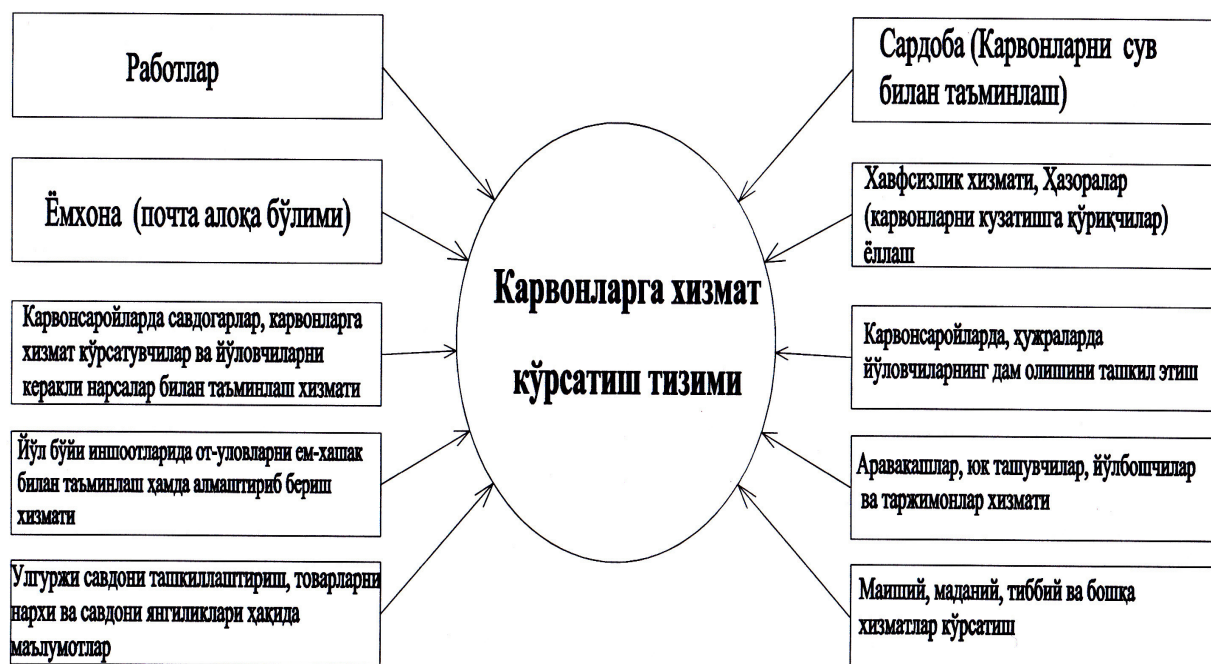 Работлар
Ёмхона (почта алоқа бўлими)
Карвонсаройларда савдогарлар, карвонларга
хизмат кўрсатувчилар ва йўловчиларни
керакли нарсалар билан таъминлаш хизмати
Йўл бўйи иншоотларида от-уловларни ем-хашак
билан таъминлаш ҳамда алмаштириб бериш
хизмати
Улгуржи савдони ташкиллаштириш, товарларни
нархи ва савдони янгиликлари ҳақида
маълумотлар
Карвонларга хизмат
кўрсатиш тизими
Сардоба (Карвонларни сув
билан таъминлаш)
Хавфсизлик хизмати, Ҳазоралар
(карвонларни кузатишга қўриқчилар)
ёллаш
Карвонсаройларда, ҳужраларда
йўловчиларнинг дам олишини ташкил этиш
Аравакашлар, юк ташувчилар, йўлбошчилар
ва таржимонлар хизмати
Маиший, маданий, тиббий ва бошқа
хизматлар кўрсатиш